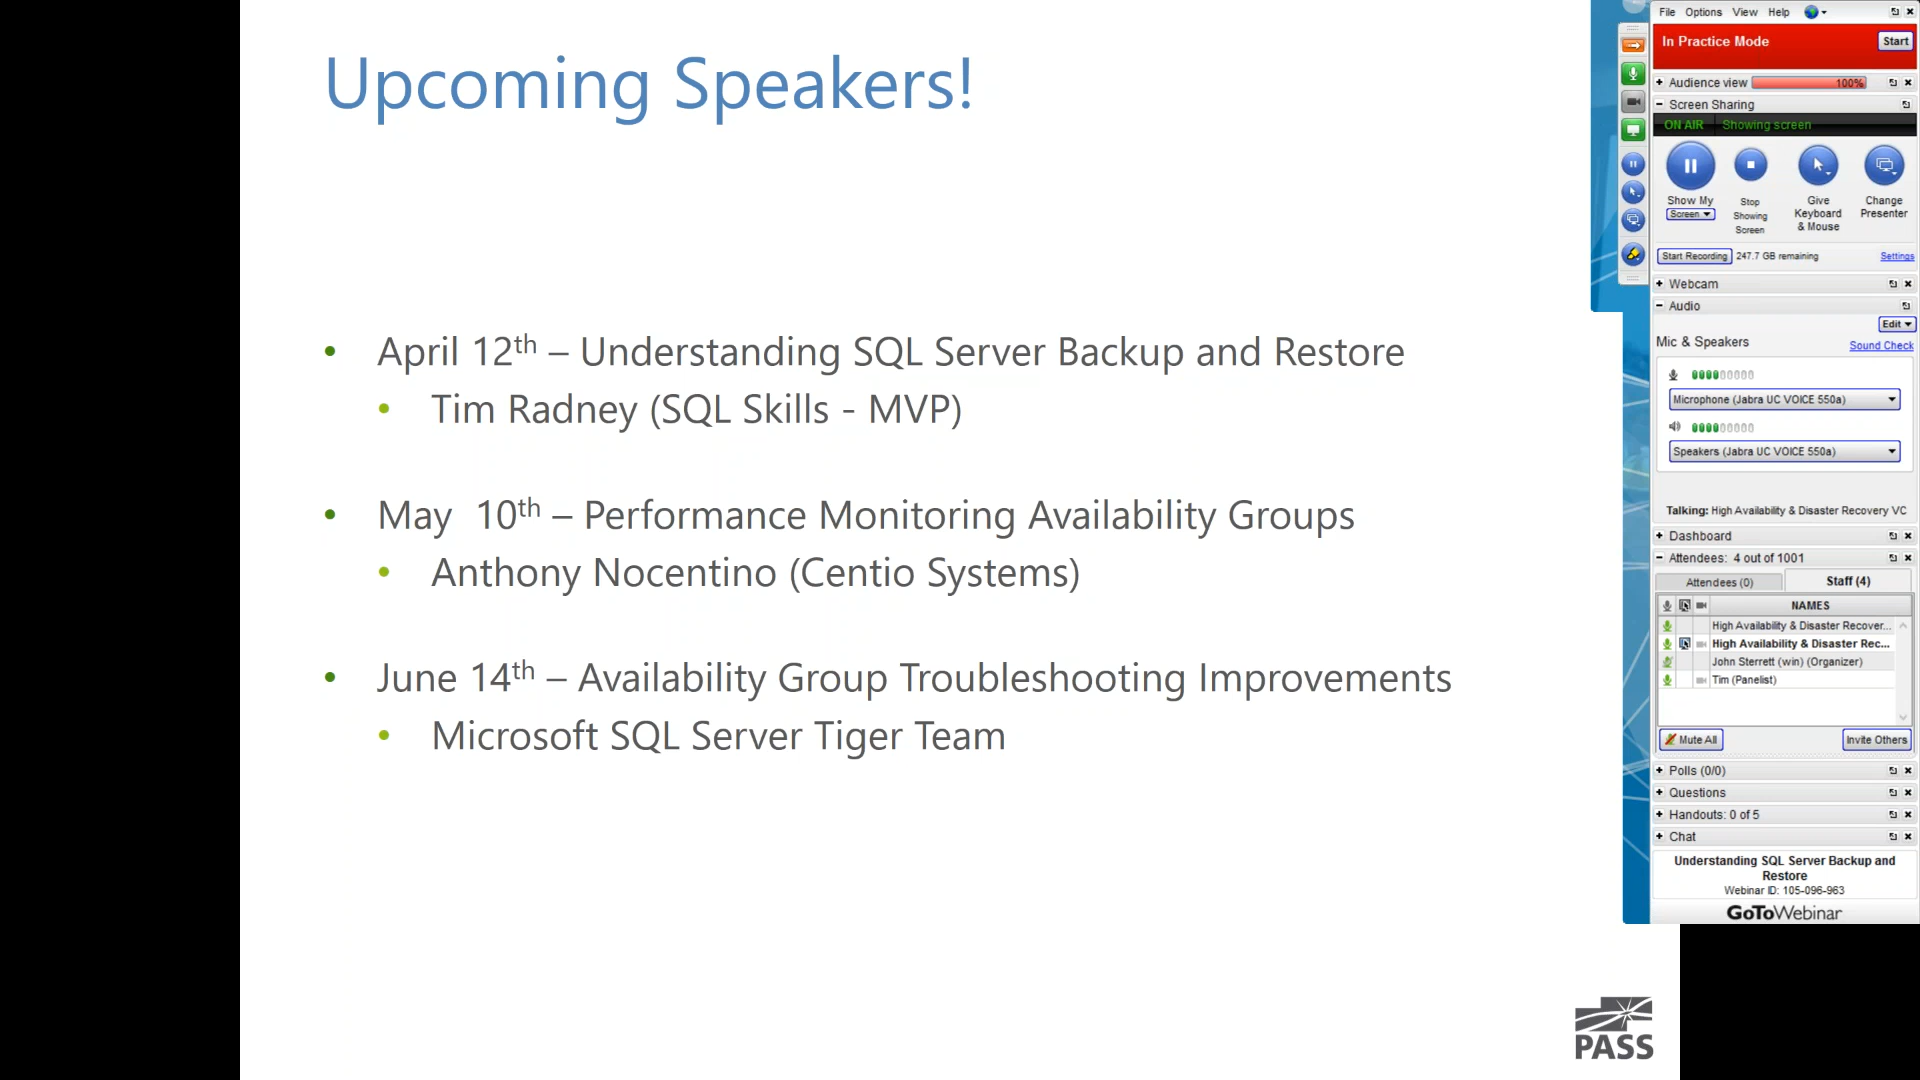 Upcoming Speakers!
• April 12th – Understanding SQL Server Backup and Restore
• Tim Radney (SQL Skills - MVP)
• May 10th – Performance Monitoring Availability Groups
• Anthony Nocentino (Centio Systems)
• June 14th – Availability Group Troubleshooting Improvements
• Microsoft SQL Server Tiger Team
PASS
File Options View Help
In Practice Mode Start
Audience view 100%
Screen Sharing
ON AIR Showing screen
Show My Screen
Stop Showing Screen
Give Keyboard & Mouse
Change Presenter
Start Recording 247.7 GB remaining Settings
Webcam
Audio
Edit
Mic & Speakers Sound Check
Microphone (Jabra UC VOICE 550a)
Speakers (Jabra UC VOICE 550a)
Talking: High Availability & Disaster Recovery VC
Dashboard
Attendees: 4 out of 1001
Attendees (0) Staff (4)
NAMES
High Availability & Disaster Recover...
High Availability & Disaster Rec...
John Sterrett (win) (Organizer)
Tim (Panelist)
Mute All Invite Others
Polls (0/0)
Questions
Handouts: 0 of 5
Chat
Understanding SQL Server Backup and
Restore
Webinar ID: 105-096-963
GoToWebinar